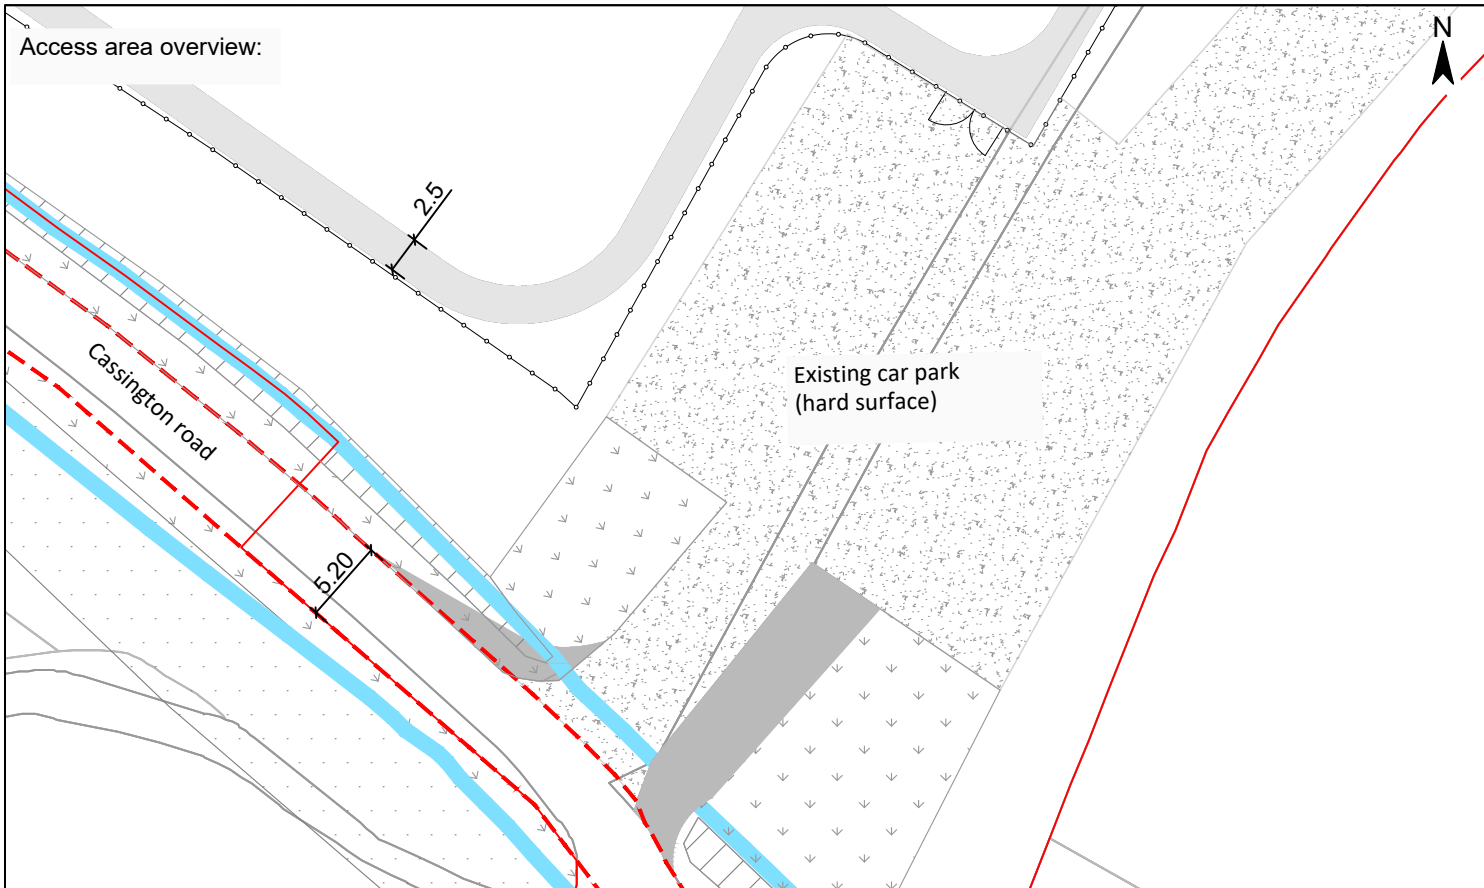 Access area overview:
N
2.5
Cassington road
Existing car park
(hard surface)
5.20